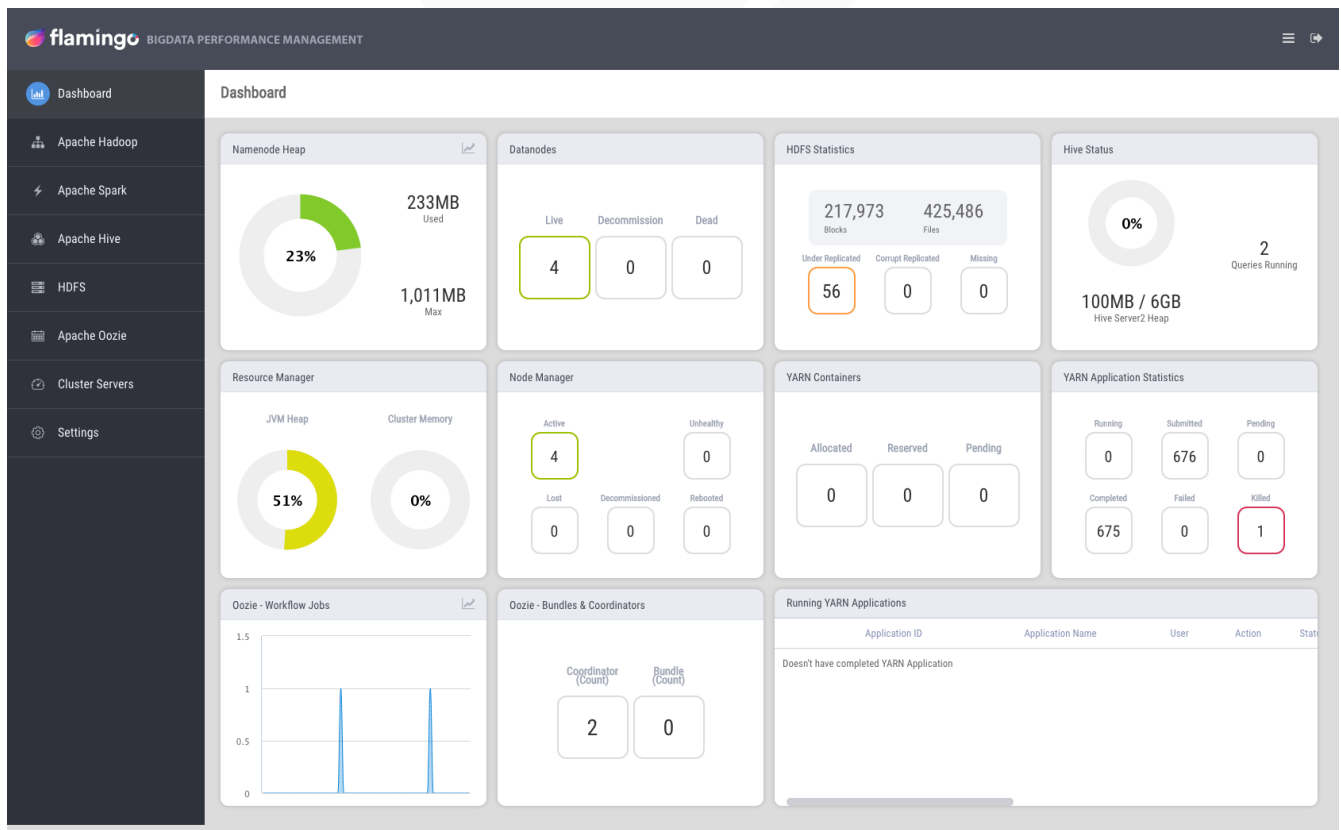 flamingo BIGDATA PERFORMANCE MANAGEMENT
Dashboard
Apache Hadoop
Apache Spark
Apache Hive
HDFS
Apache Oozie
Cluster Servers
Settings
Dashboard
Namenode Heap
23%
233MB
Used
1,011MB
Max
Datanodes
Live Decommission Dead
4 0 0
HDFS Statistics
217,973 425,486
Blocks Files
Under Replicated Corrupt Replicated Missing
56 0 0
Hive Status
0%
2
Queries Running
100MB / 6GB
Hive Server2 Heap
Resource Manager
JVM Heap Cluster Memory
51% 0%
Node Manager
Active Unhealthy
4 0
Lost Decommissioned Rebooted
0 0 0
YARN Containers
Allocated Reserved Pending
0 0 0
YARN Application Statistics
Running Submitted Pending
0 676 0
Completed Failed Killed
675 0 1
Oozie - Workflow Jobs
1.5
1
0.5
0
Oozie - Bundles & Coordinators
Coordinator Bundle
(Count) (Count)
2 0
Running YARN Applications
Application ID Application Name User Action
Doesn't have completed YARN Application